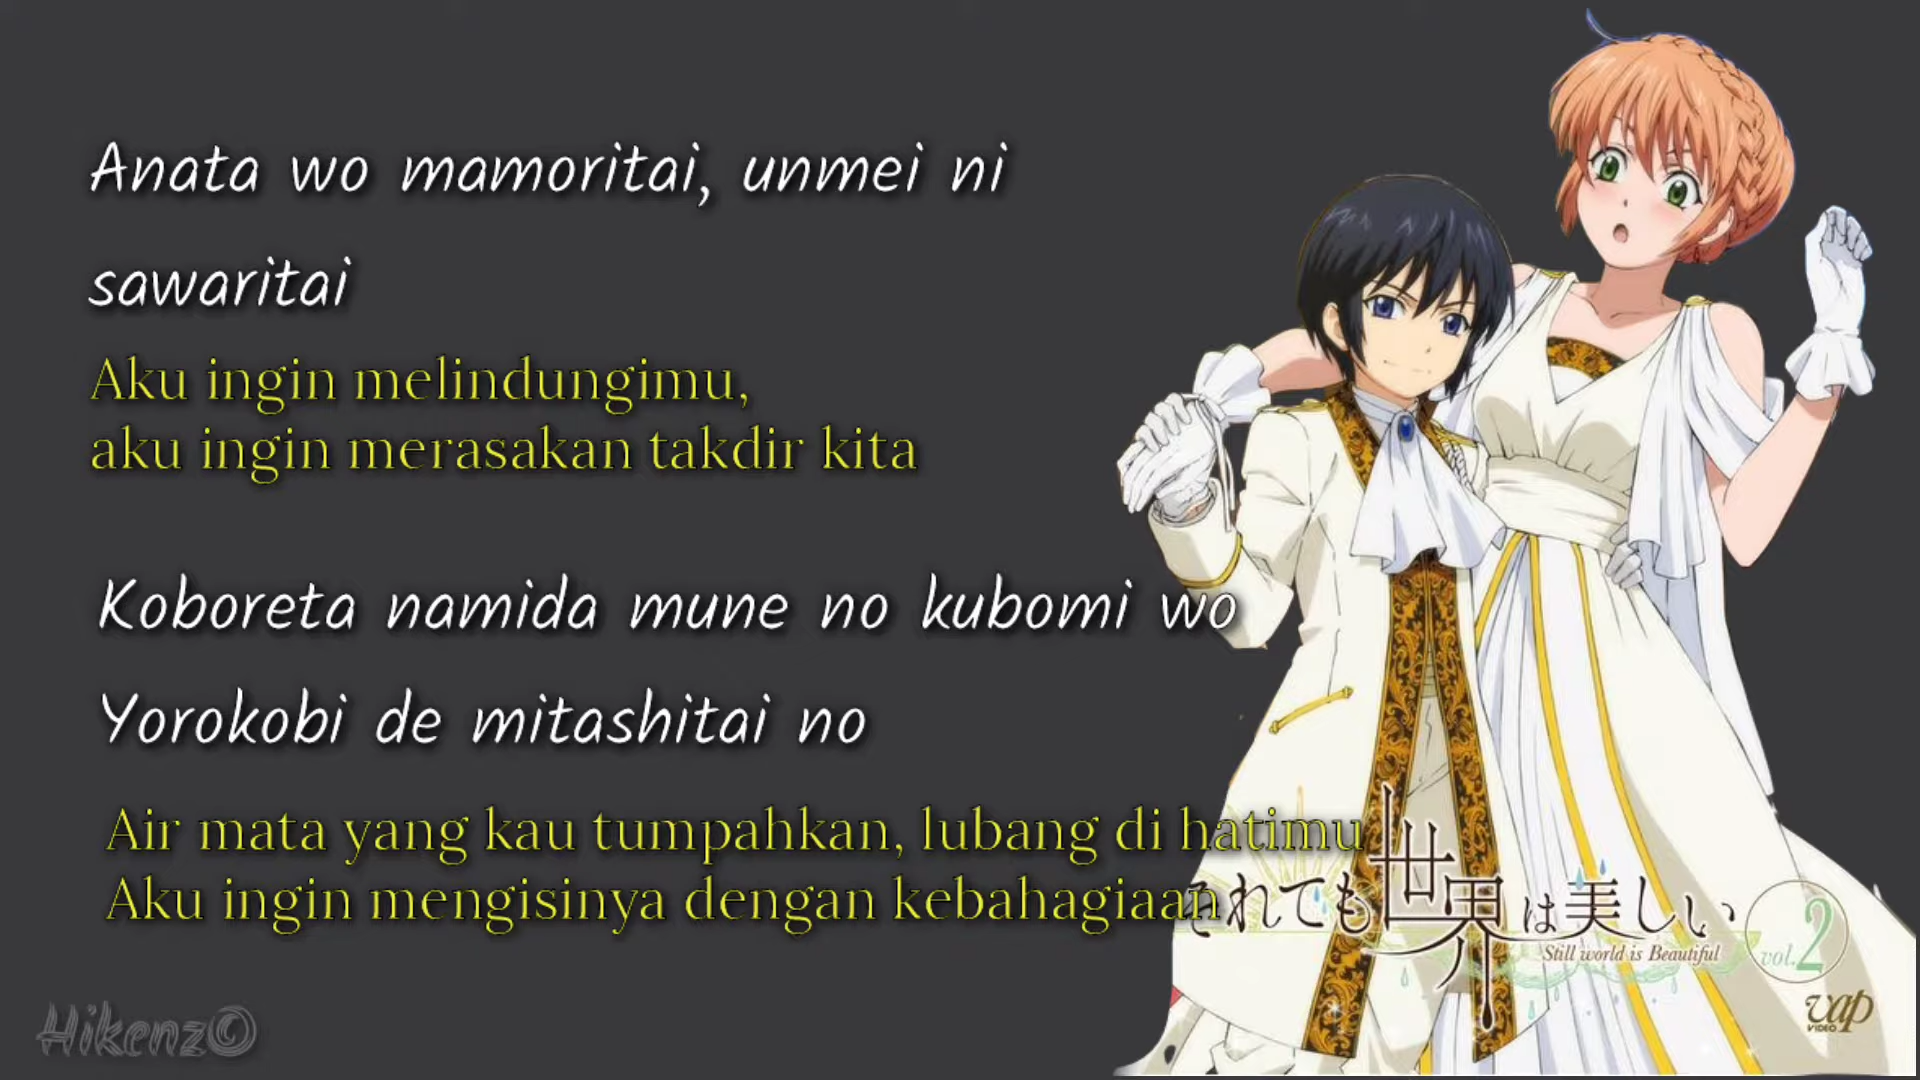 Anata wo mamoritai, unmei ni
sawaritai
Aku ingin melindungimu,
aku ingin merasakan takdir kita
Koboreta namida mune no kubomi wo
Yorokobi de mitashitai no
Air mata yang kau tumpahkan, lubang di hatimu
Aku ingin mengisinya dengan kebahagiaan
それでも世界は美しい
Still world is Beautiful
vol.2
vap
VIDEO
Hikenz©